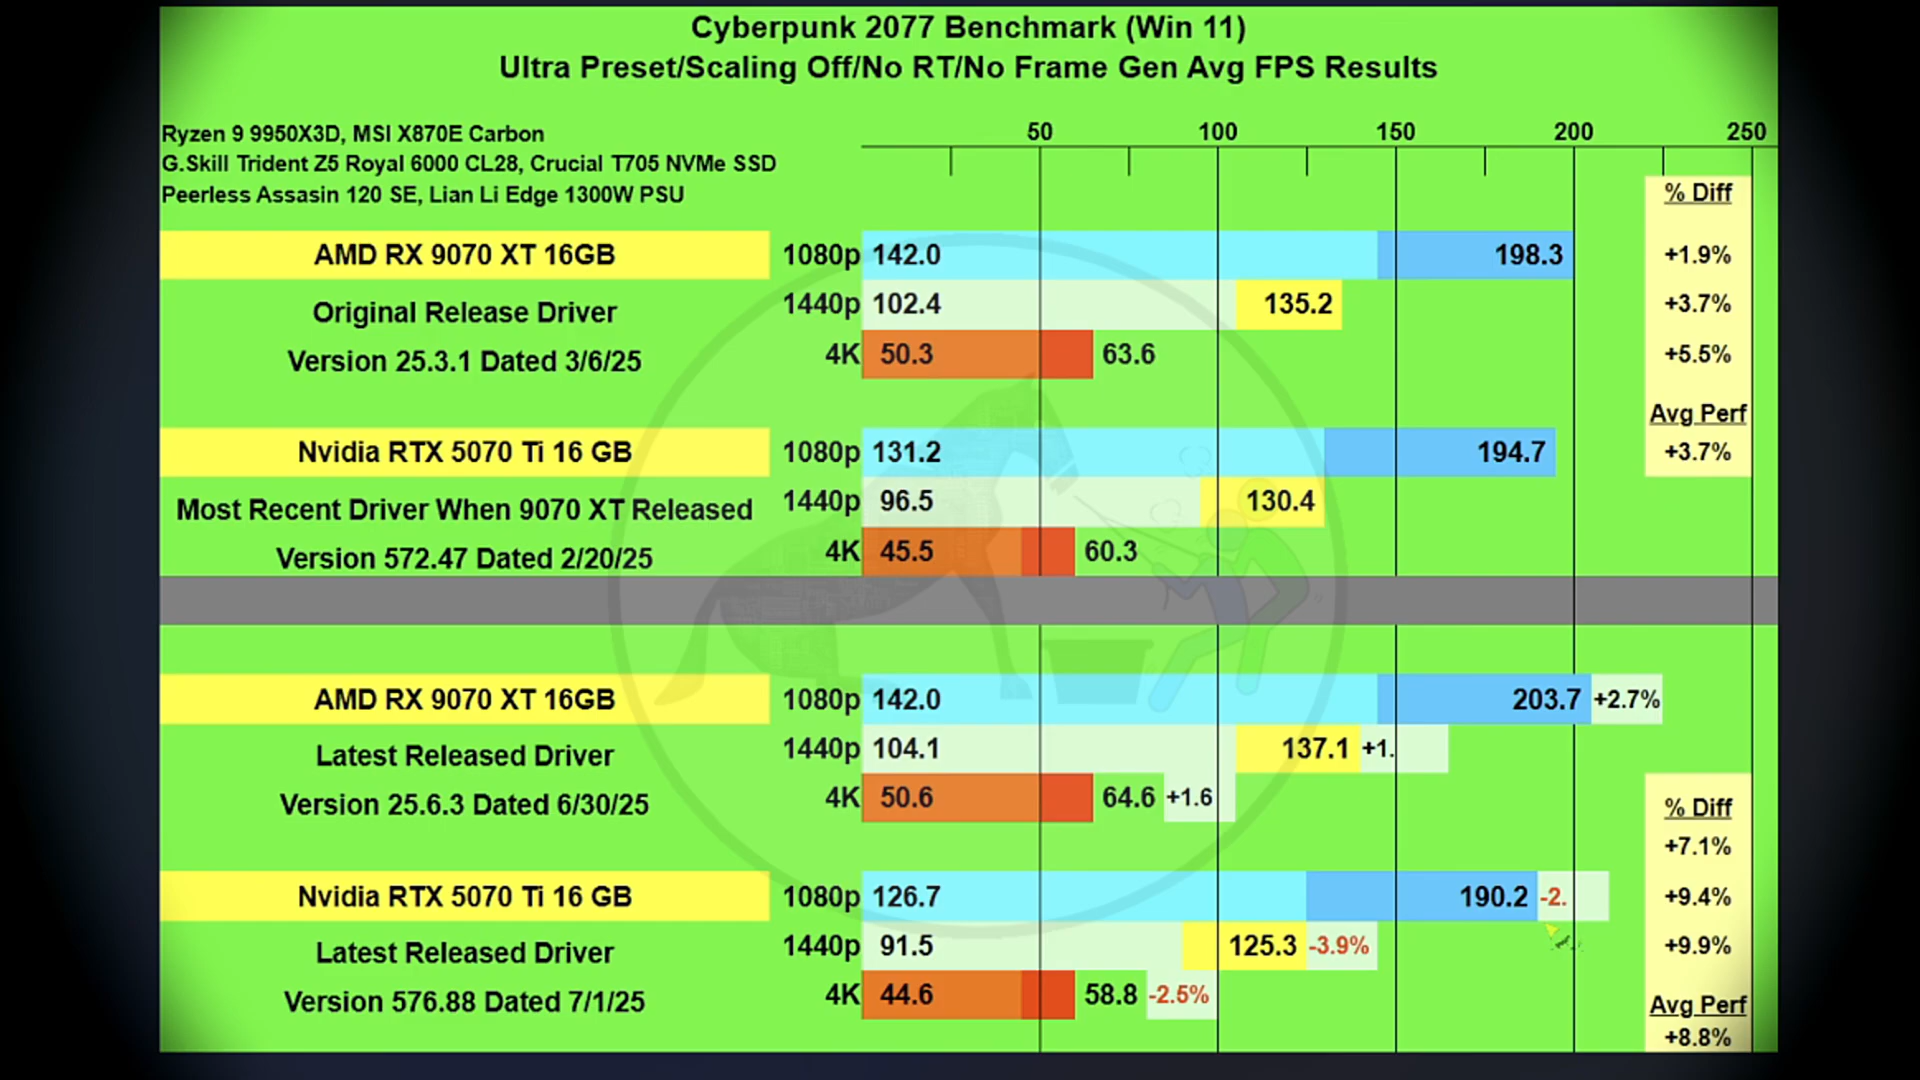 Cyberpunk 2077 Benchmark (Win 11)
Ultra Preset/Scaling Off/No RT/No Frame Gen Avg FPS Results
Ryzen 9 9950X3D, MSI X870E Carbon
G.Skill Trident Z5 Royal 6000 CL28, Crucial T705 NVMe SSD
Peerless Assasin 120 SE, Lian Li Edge 1300W PSU
50 100 150 200 250
% Diff
AMD RX 9070 XT 16GB 1080p 142.0 198.3 +1.9%
Original Release Driver 1440p 102.4 135.2 +3.7%
Version 25.3.1 Dated 3/6/25 4K 50.3 63.6 +5.5%
Avg Perf
Nvidia RTX 5070 Ti 16 GB 1080p 131.2 194.7 +3.7%
Most Recent Driver When 9070 XT Released 1440p 96.5 130.4
Version 572.47 Dated 2/20/25 4K 45.5 60.3
AMD RX 9070 XT 16GB 1080p 142.0 203.7 +2.7%
Latest Released Driver 1440p 104.1 137.1 +1.
Version 25.6.3 Dated 6/30/25 4K 50.6 64.6 +1.6
% Diff
+7.1%
Nvidia RTX 5070 Ti 16 GB 1080p 126.7 190.2 -2. +9.4%
Latest Released Driver 1440p 91.5 125.3 -3.9% +9.9%
Version 576.88 Dated 7/1/25 4K 44.6 58.8 -2.5%
Avg Perf
+8.8%